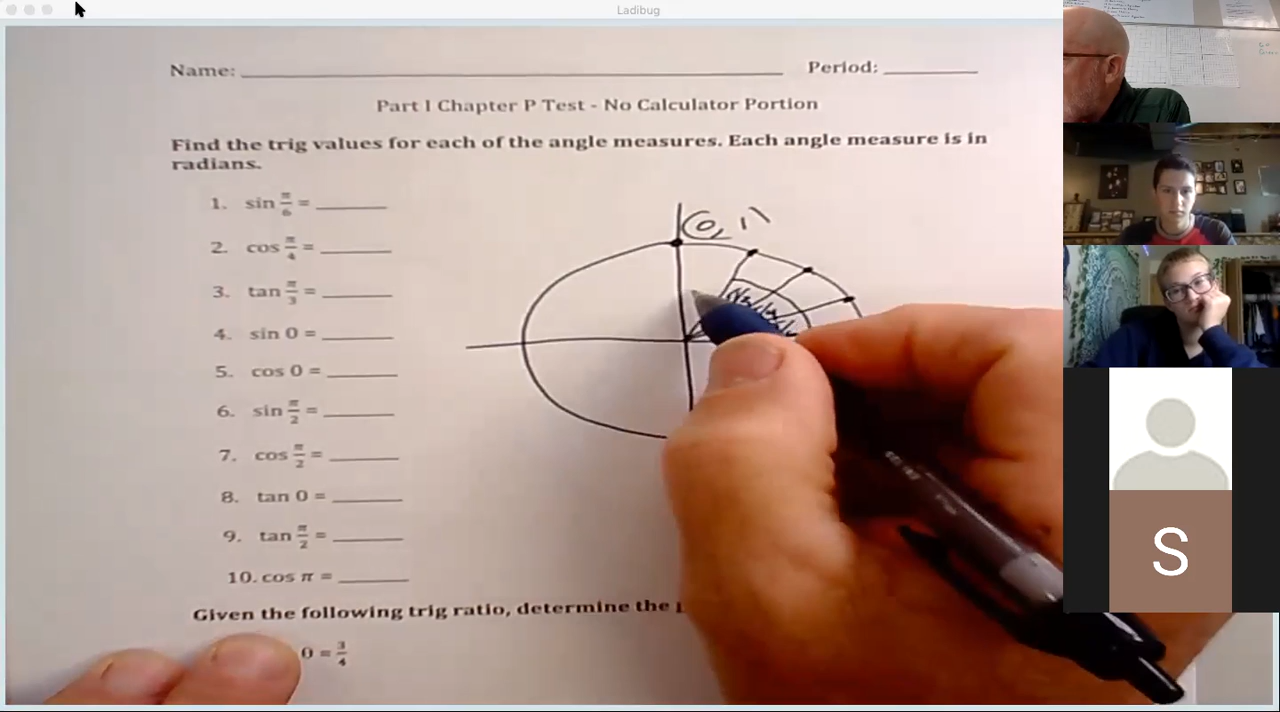 Ladibug
Name: Period:
Part I Chapter P Test - No Calculator Portion
Find the trig values for each of the angle measures. Each angle measure is in
radians.
1. sin π/6 =
2. cos π/4 =
3. tan π/3 =
4. sin 0 =
5. cos 0 =
6. sin π/2 =
7. cos π/2 =
8. tan 0 =
9. tan π/2 =
10. cos π =
(0, 1)
Given the following trig ratio, determine the
θ = 3/4
S